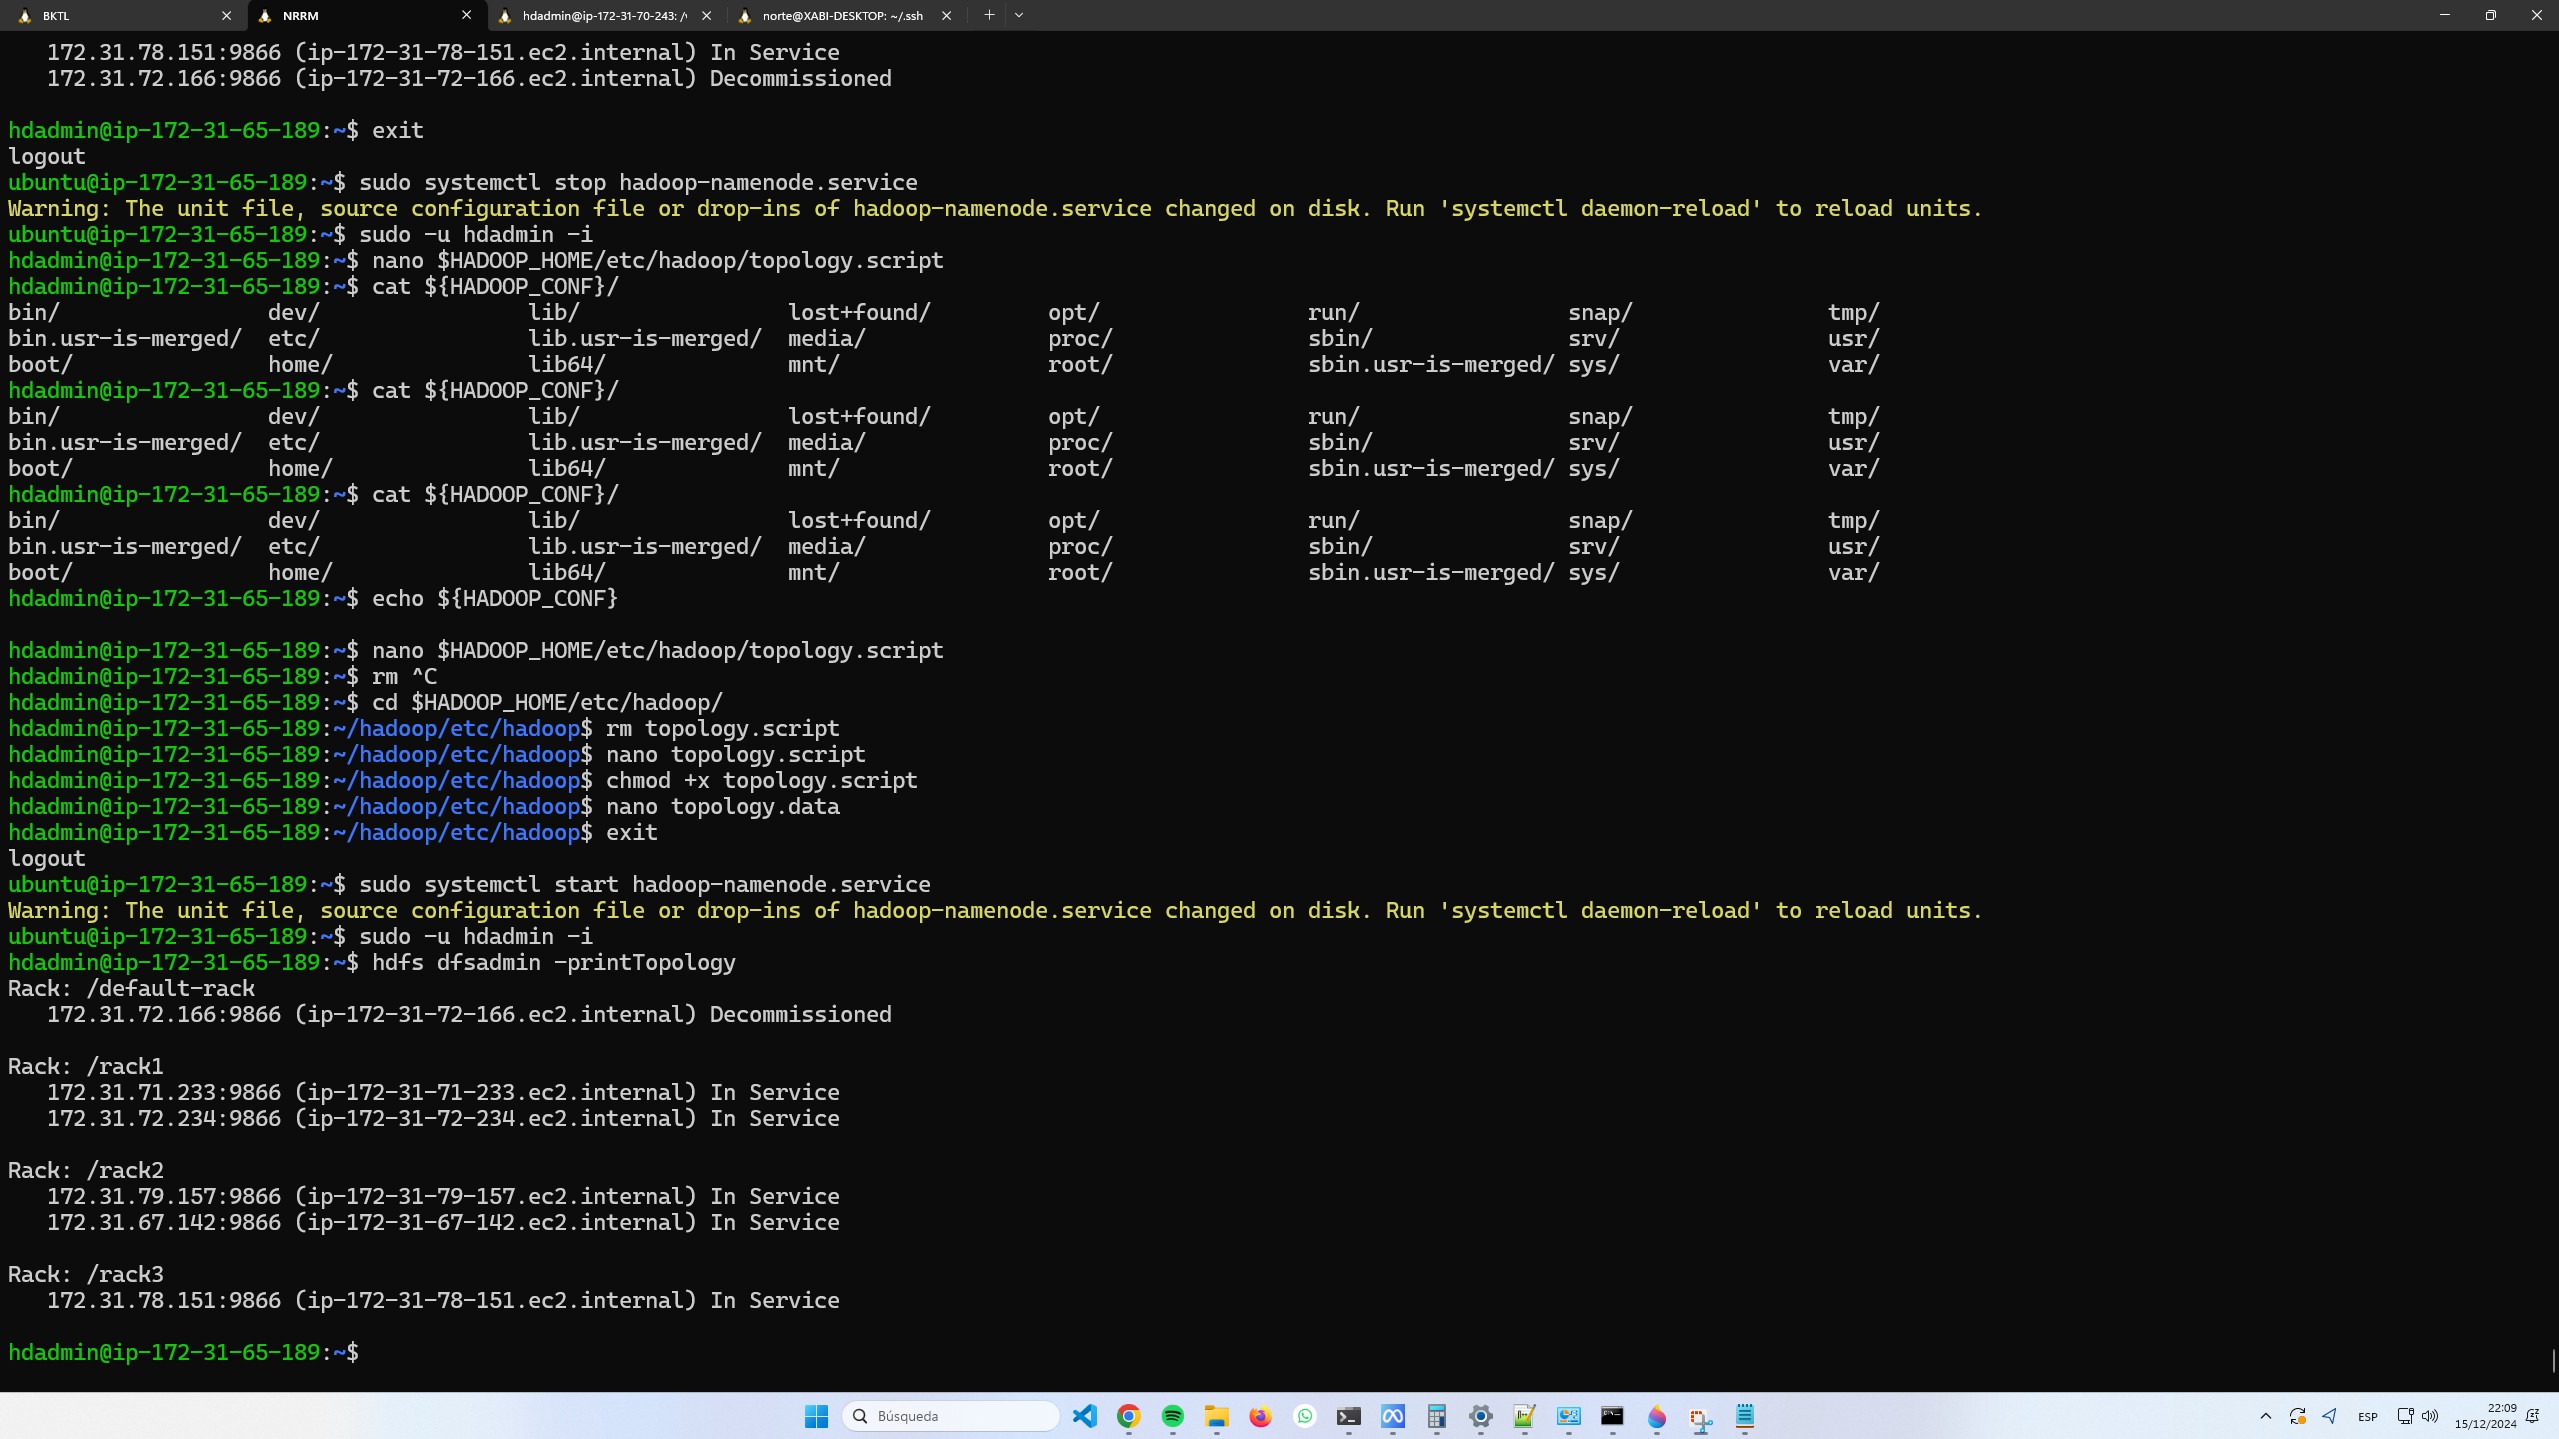 BKTL
NRRM
hdadmin@ip-172-31-70-243: /
norte@XABI-DESKTOP: ~/.ssh
172.31.78.151:9866 (ip-172-31-78-151.ec2.internal) In Service
172.31.72.166:9866 (ip-172-31-72-166.ec2.internal) Decommissioned
hdadmin@ip-172-31-65-189:~$ exit
logout
ubuntu@ip-172-31-65-189:~$ sudo systemctl stop hadoop-namenode.service
Warning: The unit file, source configuration file or drop-ins of hadoop-namenode.service changed on disk. Run 'systemctl daemon-reload' to reload units.
ubuntu@ip-172-31-65-189:~$ sudo -u hdadmin -i
hdadmin@ip-172-31-65-189:~$ nano $HADOOP_HOME/etc/hadoop/topology.script
hdadmin@ip-172-31-65-189:~$ cat ${HADOOP_CONF}/
bin/ dev/ lib/ lost+found/ opt/ run/ snap/ tmp/
bin.usr-is-merged/ etc/ lib.usr-is-merged/ media/ proc/ sbin/ srv/ usr/
boot/ home/ lib64/ mnt/ root/ sbin.usr-is-merged/ sys/ var/
hdadmin@ip-172-31-65-189:~$ cat ${HADOOP_CONF}/
bin/ dev/ lib/ lost+found/ opt/ run/ snap/ tmp/
bin.usr-is-merged/ etc/ lib.usr-is-merged/ media/ proc/ sbin/ srv/ usr/
boot/ home/ lib64/ mnt/ root/ sbin.usr-is-merged/ sys/ var/
hdadmin@ip-172-31-65-189:~$ cat ${HADOOP_CONF}/
bin/ dev/ lib/ lost+found/ opt/ run/ snap/ tmp/
bin.usr-is-merged/ etc/ lib.usr-is-merged/ media/ proc/ sbin/ srv/ usr/
boot/ home/ lib64/ mnt/ root/ sbin.usr-is-merged/ sys/ var/
hdadmin@ip-172-31-65-189:~$ echo ${HADOOP_CONF}
hdadmin@ip-172-31-65-189:~$ nano $HADOOP_HOME/etc/hadoop/topology.script
hdadmin@ip-172-31-65-189:~$ rm ^C
hdadmin@ip-172-31-65-189:~$ cd $HADOOP_HOME/etc/hadoop/
hdadmin@ip-172-31-65-189:~/hadoop/etc/hadoop$ rm topology.script
hdadmin@ip-172-31-65-189:~/hadoop/etc/hadoop$ nano topology.script
hdadmin@ip-172-31-65-189:~/hadoop/etc/hadoop$ chmod +x topology.script
hdadmin@ip-172-31-65-189:~/hadoop/etc/hadoop$ nano topology.data
hdadmin@ip-172-31-65-189:~/hadoop/etc/hadoop$ exit
logout
ubuntu@ip-172-31-65-189:~$ sudo systemctl start hadoop-namenode.service
Warning: The unit file, source configuration file or drop-ins of hadoop-namenode.service changed on disk. Run 'systemctl daemon-reload' to reload units.
ubuntu@ip-172-31-65-189:~$ sudo -u hdadmin -i
hdadmin@ip-172-31-65-189:~$ hdfs dfsadmin -printTopology
Rack: /default-rack
172.31.72.166:9866 (ip-172-31-72-166.ec2.internal) Decommissioned
Rack: /rack1
172.31.71.233:9866 (ip-172-31-71-233.ec2.internal) In Service
172.31.72.234:9866 (ip-172-31-72-234.ec2.internal) In Service
Rack: /rack2
172.31.79.157:9866 (ip-172-31-79-157.ec2.internal) In Service
172.31.67.142:9866 (ip-172-31-67-142.ec2.internal) In Service
Rack: /rack3
172.31.78.151:9866 (ip-172-31-78-151.ec2.internal) In Service
hdadmin@ip-172-31-65-189:~$
Búsqueda
ESP
22:09
15/12/2024